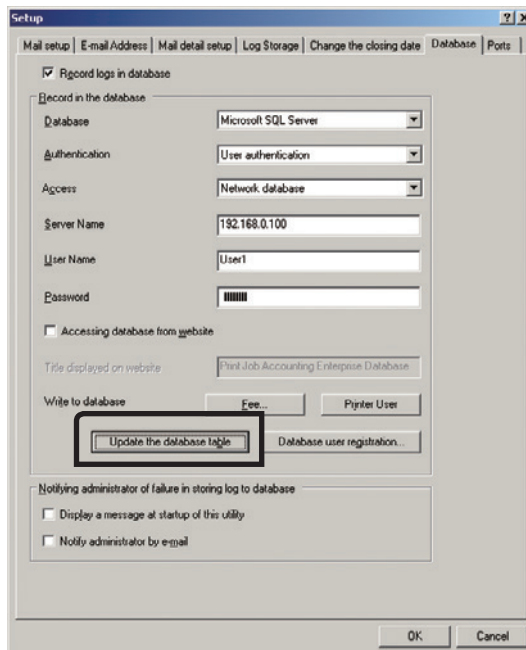 Setup
Mail setup E-mail Address Mail detail setup Log Storage Change the closing date Database Ports
Record logs in database
Record in the database
Database Microsoft SQL Server
Authentication User authentication
Access Network database
Server Name 192.168.0.100
User Name User1
Password
Accessing database from website
Title displayed on website Print Job Accounting Enterprise Database
Write to database Fee... Printer User
Update the database table Database user registration...
Notifying administrator of failure in storing log to database
Display a message at startup of this utility
Notify administrator by e-mail
OK Cancel